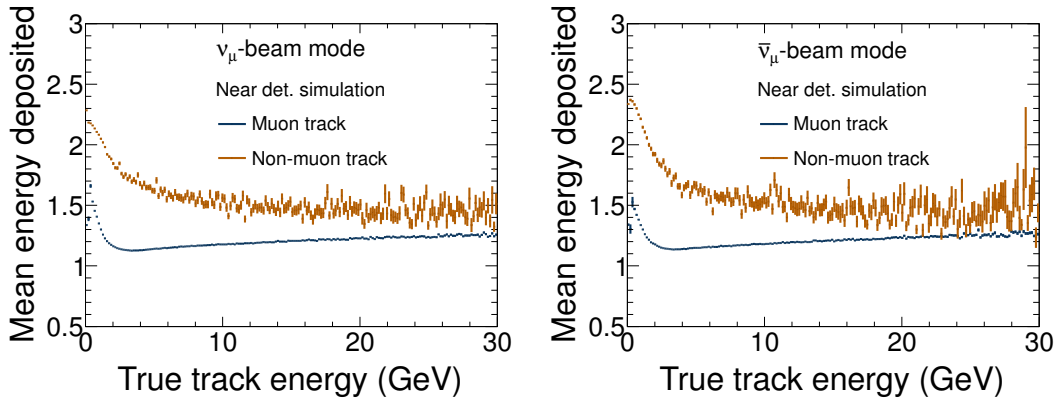 Mean energy deposited
3
2.5
2
1.5
1
0.5
ν_μ-beam mode
Near det. simulation
Muon track
Non-muon track
0 10 20 30
True track energy (GeV)
Mean energy deposited
3
2.5
2
1.5
1
0.5
ν̅_μ-beam mode
Near det. simulation
Muon track
Non-muon track
0 10 20 30
True track energy (GeV)